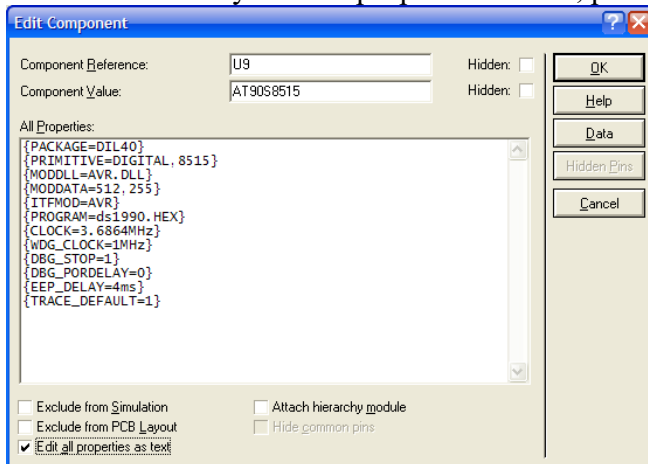 Edit Component
Component Reference: U9 Hidden:
OK
Component Value: AT90S8515 Hidden:
Help
All Properties:
Data
{PACKAGE=DIL40}
{PRIMITIVE=DIGITAL,8515}
{MODDLL=AVR.DLL}
Hidden Pins
{MODDATA=512,255}
{ITFMOD=AVR}
{PROGRAM=ds1990.HEX}
Cancel
{CLOCK=3.6864MHz}
{WDG_CLOCK=1MHz}
{DBG_STOP=1}
{DBG_PORDELAY=0}
{EEP_DELAY=4ms}
{TRACE_DEFAULT=1}
Exclude from Simulation Attach hierarchy module
Exclude from PCB Layout Hide common pins
Edit all properties as text